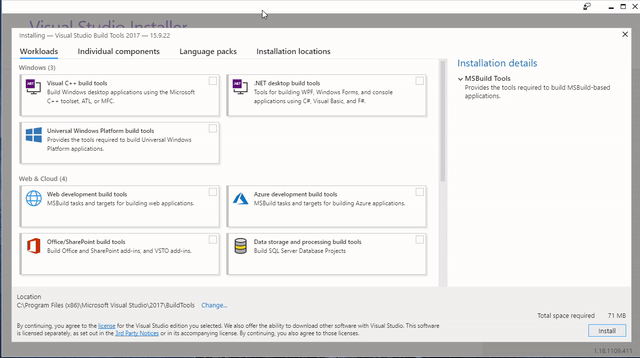 Visual Studio Installer
Installing — Visual Studio Build Tools 2017 — 15.9.22
Workloads Individual components Language packs Installation locations
Windows (3)
Visual C++ build tools
Build Windows desktop applications using the Microsoft
C++ toolset, ATL, or MFC.
.NET desktop build tools
Tools for building WPF, Windows Forms, and console
applications using C#, Visual Basic, and F#.
Universal Windows Platform build tools
Provides the tools required to build Universal Windows
Platform applications.
Web & Cloud (4)
Web development build tools
MSBuild tasks and targets for building web applications.
Azure development build tools
MSBuild tasks and targets for building Azure applications.
Office/SharePoint build tools
Build Office and SharePoint add-ins, and VSTO add-ins.
Data storage and processing build tools
Build SQL Server Database Projects
Installation details
MSBuild Tools
Provides the tools required to build MSBuild-based
applications.
Location
C:\Program Files (x86)\Microsoft Visual Studio\2017\BuildTools Change...
Total space required 71 MB
By continuing, you agree to the license for the Visual Studio edition you selected. We also offer the ability to download other software with Visual Studio. This software
is licensed separately, as set out in the 3rd Party Notices or in its accompanying license. By continuing, you also agree to those licenses.
Install
1.18.1109.411